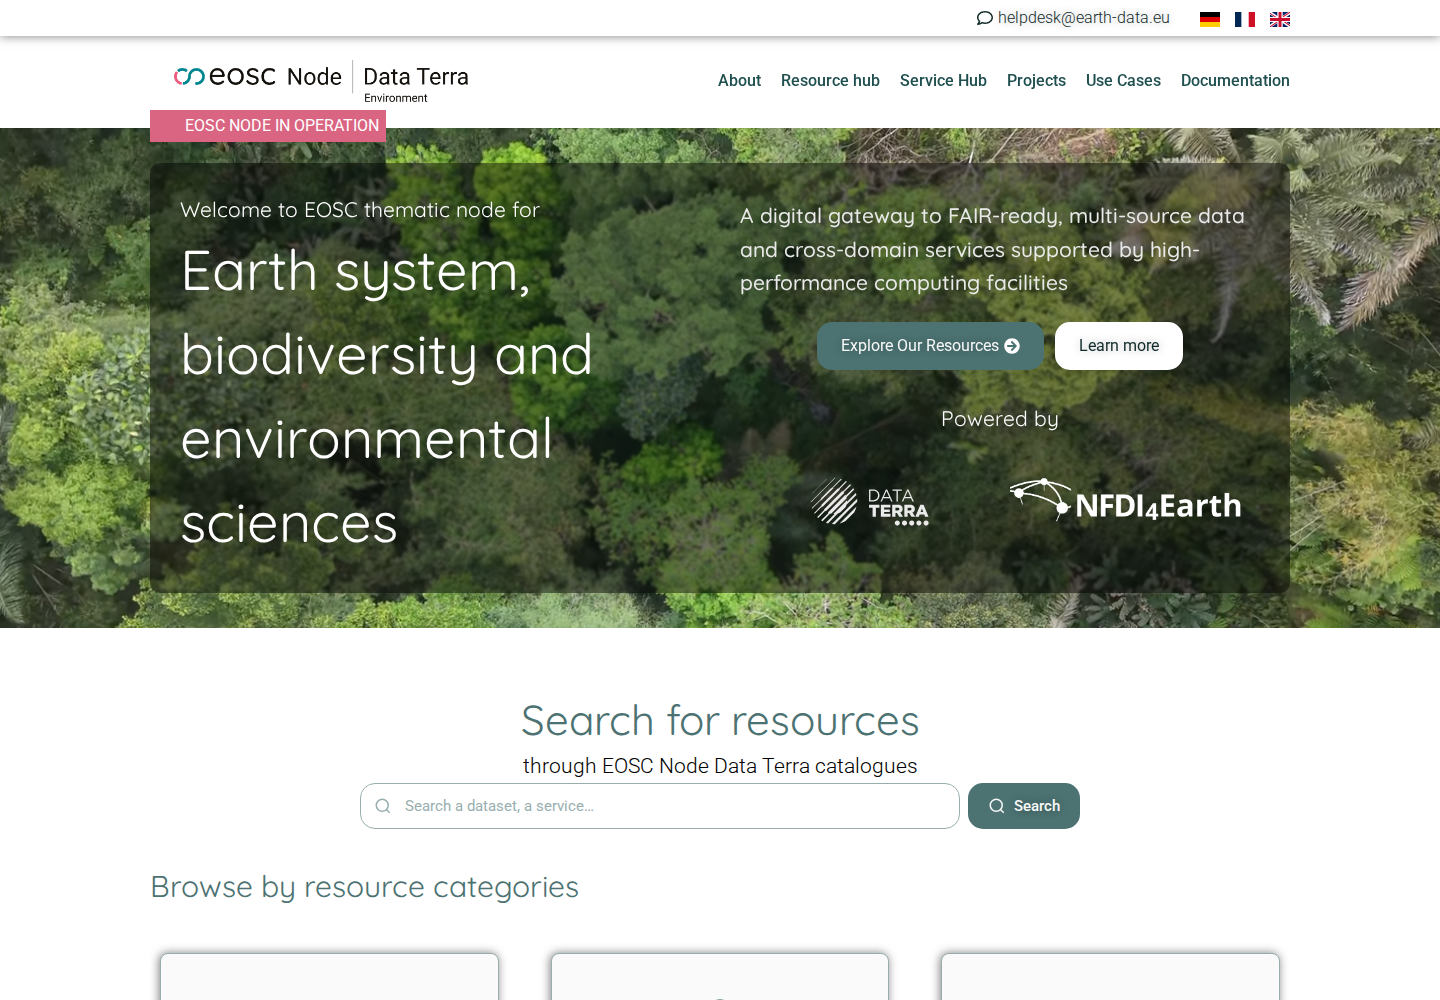 helpdesk@earth-data.eu
eosc Node | Data Terra
Environment
About Resource hub Service Hub Projects Use Cases Documentation
EOSC NODE IN OPERATION
Welcome to EOSC thematic node for
Earth system,
biodiversity and
environmental
sciences
A digital gateway to FAIR-ready, multi-source data
and cross-domain services supported by high-
performance computing facilities
Explore Our Resources
Learn more
Powered by
DATA
TERRA
NFDI4Earth
Search for resources
through EOSC Node Data Terra catalogues
Search a dataset, a service...
Search
Browse by resource categories